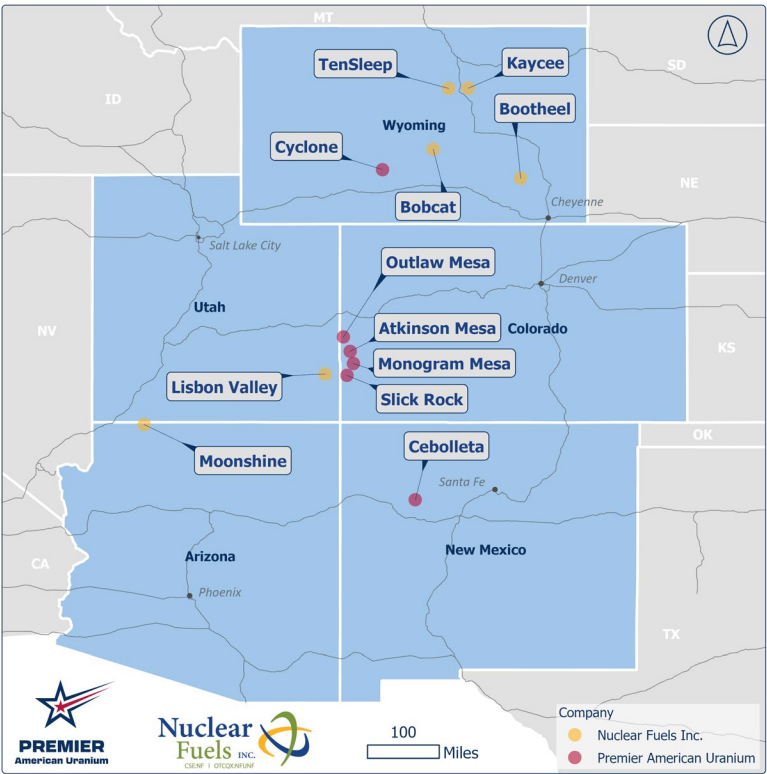 MT
ID
SD
TenSleep
Kaycee
Bootheel
Wyoming
Cyclone
Bobcat
NE
Cheyenne
Salt Lake City
Outlaw Mesa
Denver
Utah
NV
Atkinson Mesa
Colorado
KS
Monogram Mesa
Lisbon Valley
Slick Rock
OK
Cebolleta
Moonshine
Santa Fe
CA
Arizona
New Mexico
Phoenix
TX
PREMIER
American Uranium
Nuclear
Fuels INC.
CSE:NF | OTCQX:NFUNF
100
Miles
Company
Nuclear Fuels Inc.
Premier American Uranium